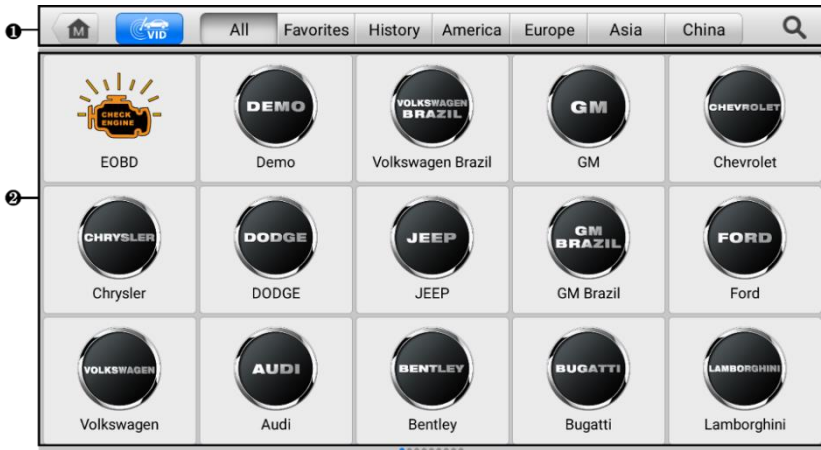 ❶
M
VID
All Favorites History America Europe Asia China
❷
CHECK
ENGINE
EOBD
DEMO
Demo
VOLKSWAGEN
BRAZIL
Volkswagen Brazil
GM
GM
CHEVROLET
Chevrolet
CHRYSLER
Chrysler
DODGE
DODGE
JEEP
JEEP
GM
BRAZIL
GM Brazil
FORD
Ford
VOLKSWAGEN
Volkswagen
AUDI
Audi
BENTLEY
Bentley
BUGATTI
Bugatti
LAMBORGHINI
Lamborghini